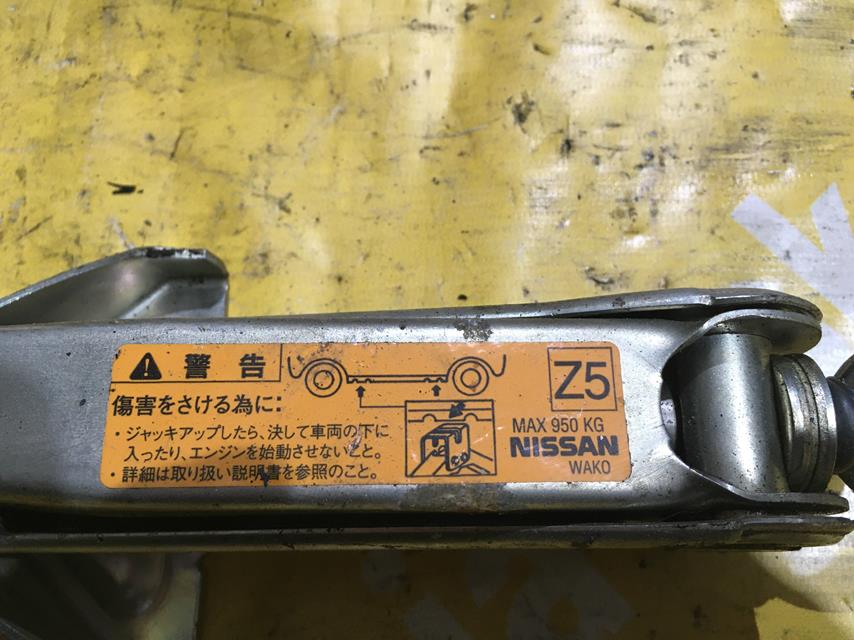 警告
傷害をさける為に：
・ジャッキアップしたら、決して車両の下に
入ったり、エンジンを始動させないこと。
・詳細は取り扱い説明書を参照のこと。
Z5
MAX 950 KG
NISSAN
WAKO